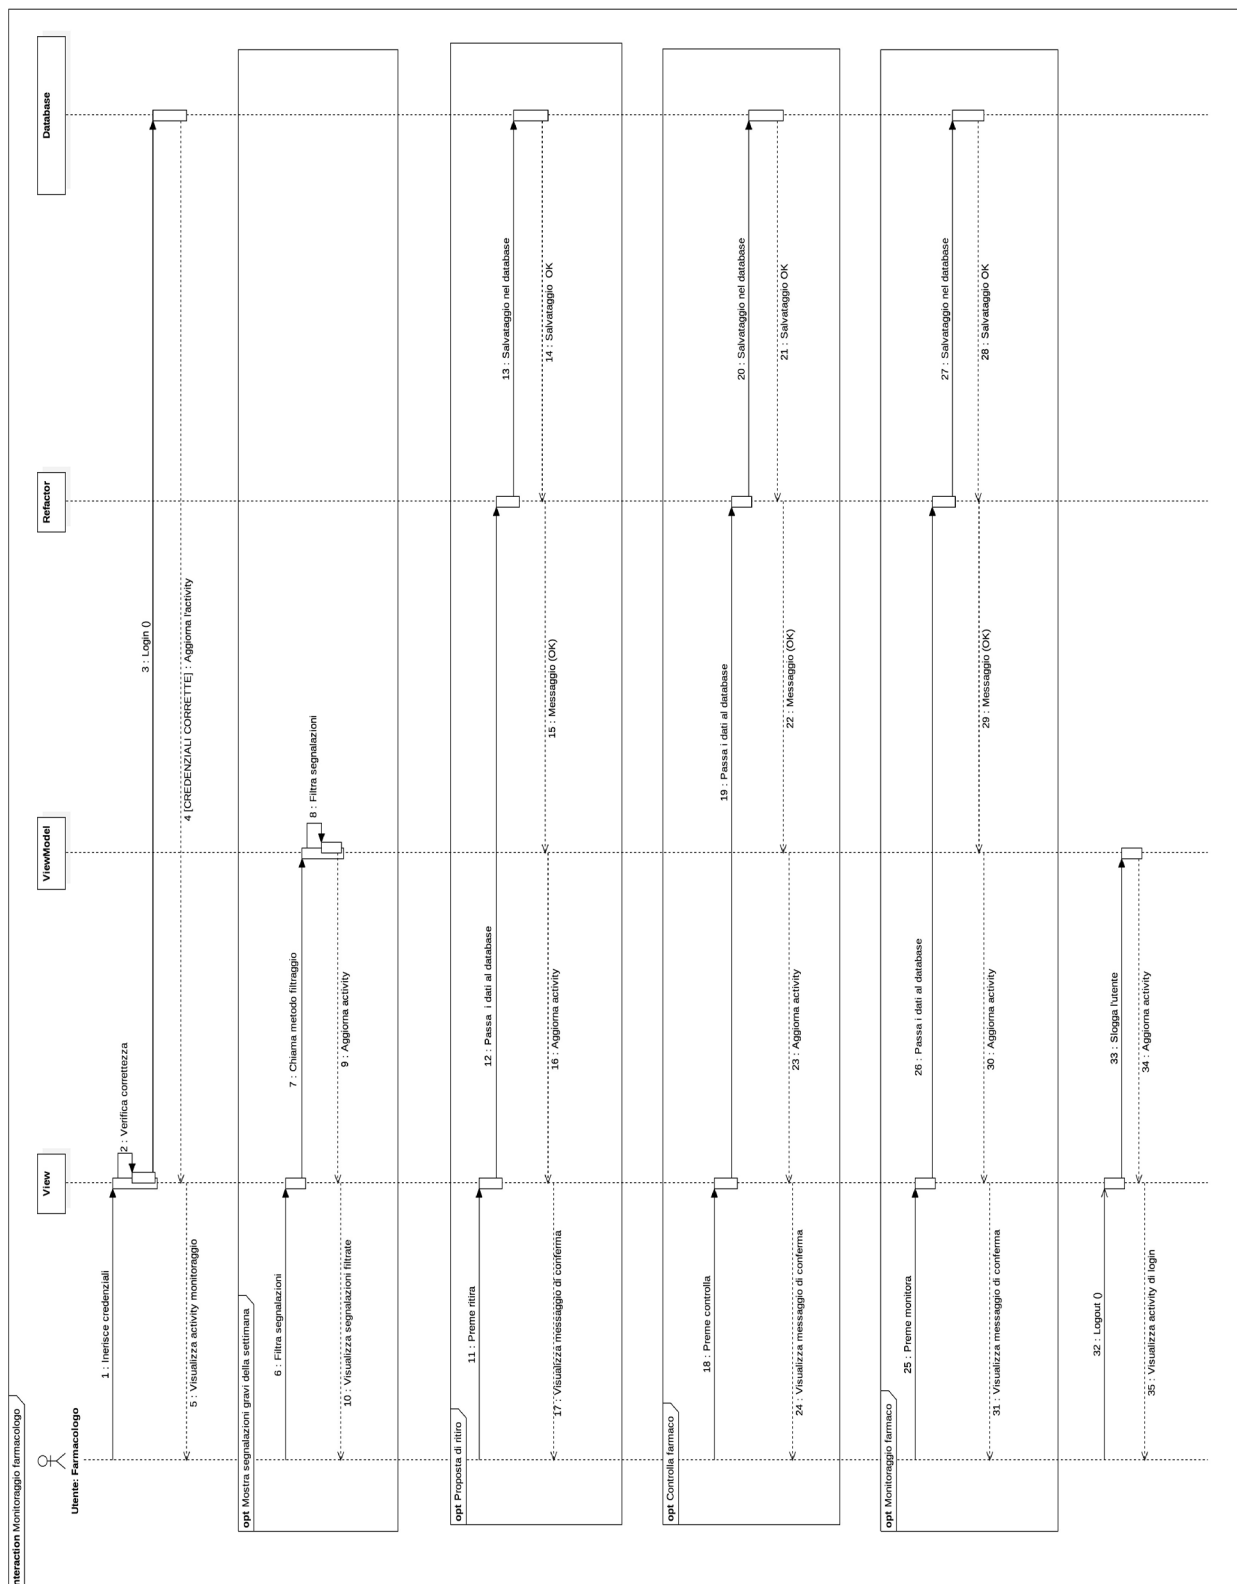 interaction Monitoraggio farmacologo
Utente: Farmacologo
View
ViewModel
Refactor
Database
1 : Inerisce credenziali
2 : Verifica correttezza
3 : Login ()
4 [CREDENZIALI CORRETTE] : Aggiorna l'activity
5 : Visualizza activity monitoraggio
opt Mostra segnalazioni gravi della settimana
6 : Filtra segnalazioni
7 : Chiama metodo filtraggio
8 : Filtra segnalazioni
9 : Aggiorna activity
10 : Visualizza segnalazioni filtrate
opt Proposta di ritiro
11 : Preme ritira
12 : Passa i dati al database
13 : Salvataggio nel database
14 : Salvataggio OK
15 : Messaggio (OK)
16 : Aggiorna activity
17 : Visualizza messaggio di conferma
opt Controlla farmaco
18 : Preme controlla
19 : Passa i dati al database
20 : Salvataggio nel database
21 : Salvataggio OK
22 : Messaggio (OK)
23 : Aggiorna activity
24 : Visualizza messaggio di conferma
opt Monitoraggio farmaco
25 : Preme monitora
26 : Passa i dati al database
27 : Salvataggio nel database
28 : Salvataggio OK
29 : Messaggio (OK)
30 : Aggiorna activity
31 : Visualizza messaggio di conferma
32 : Logout ()
33 : Slogga l'utente
34 : Aggiorna activity
35 : Visualizza activity di login